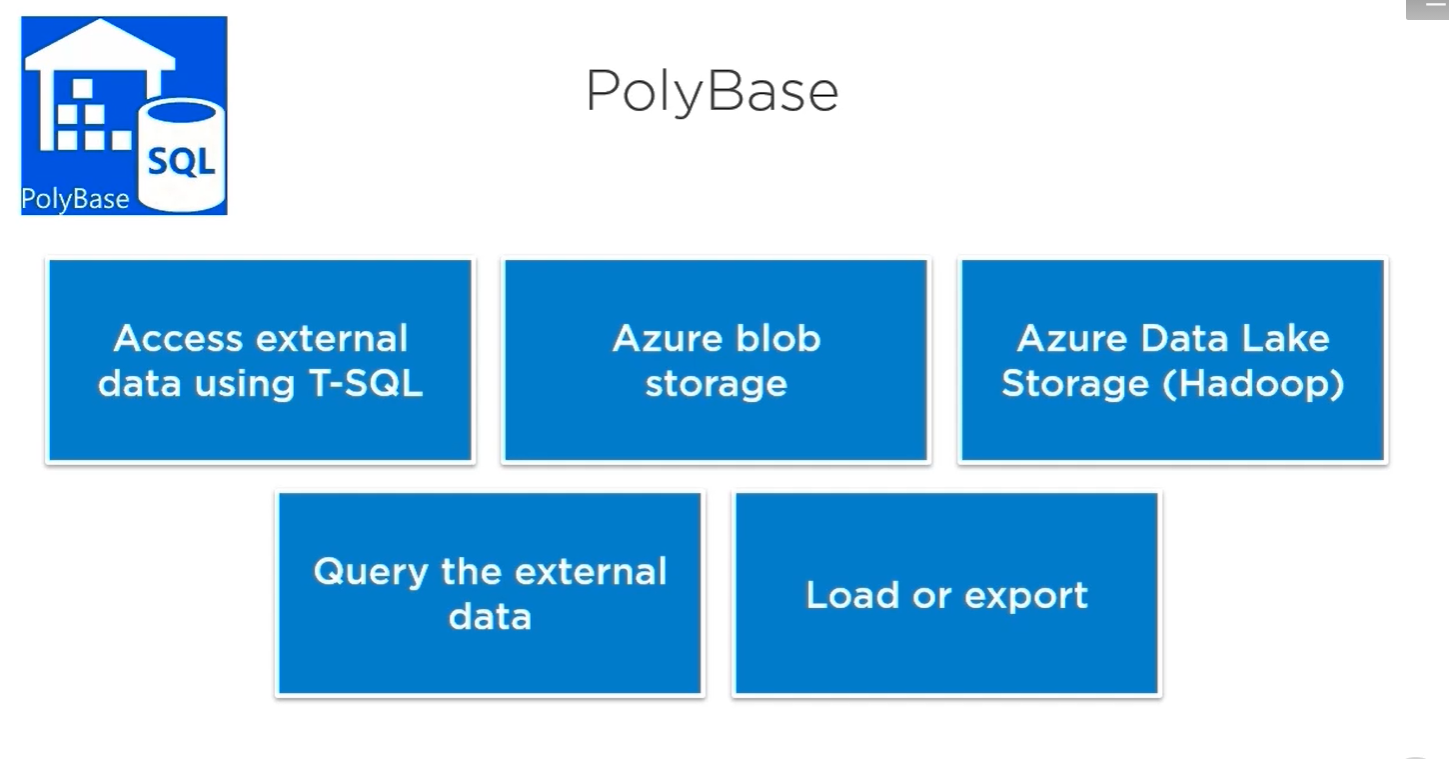 SQL
PolyBase
PolyBase
Access external
data using T-SQL
Azure blob
storage
Azure Data Lake
Storage (Hadoop)
Query the external
data
Load or export